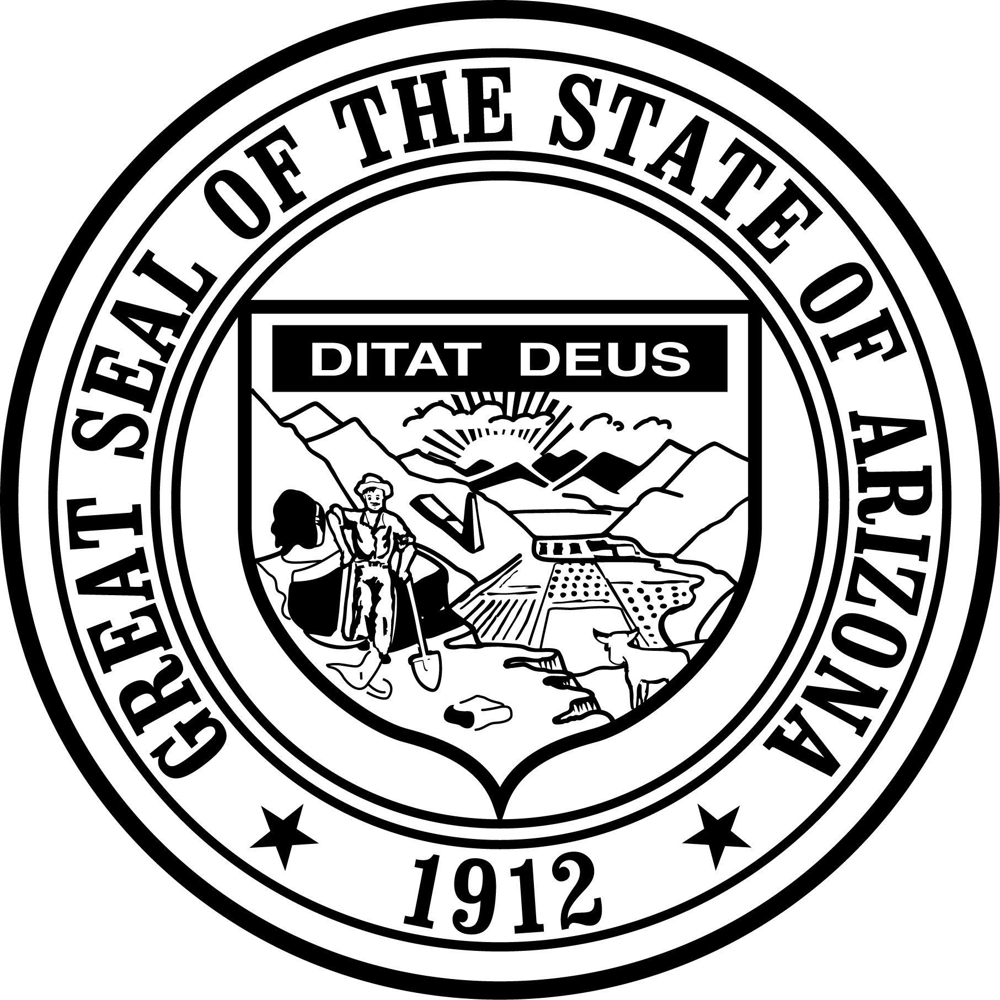 GREAT SEAL OF THE STATE OF ARIZONA
DITAT DEUS
1912